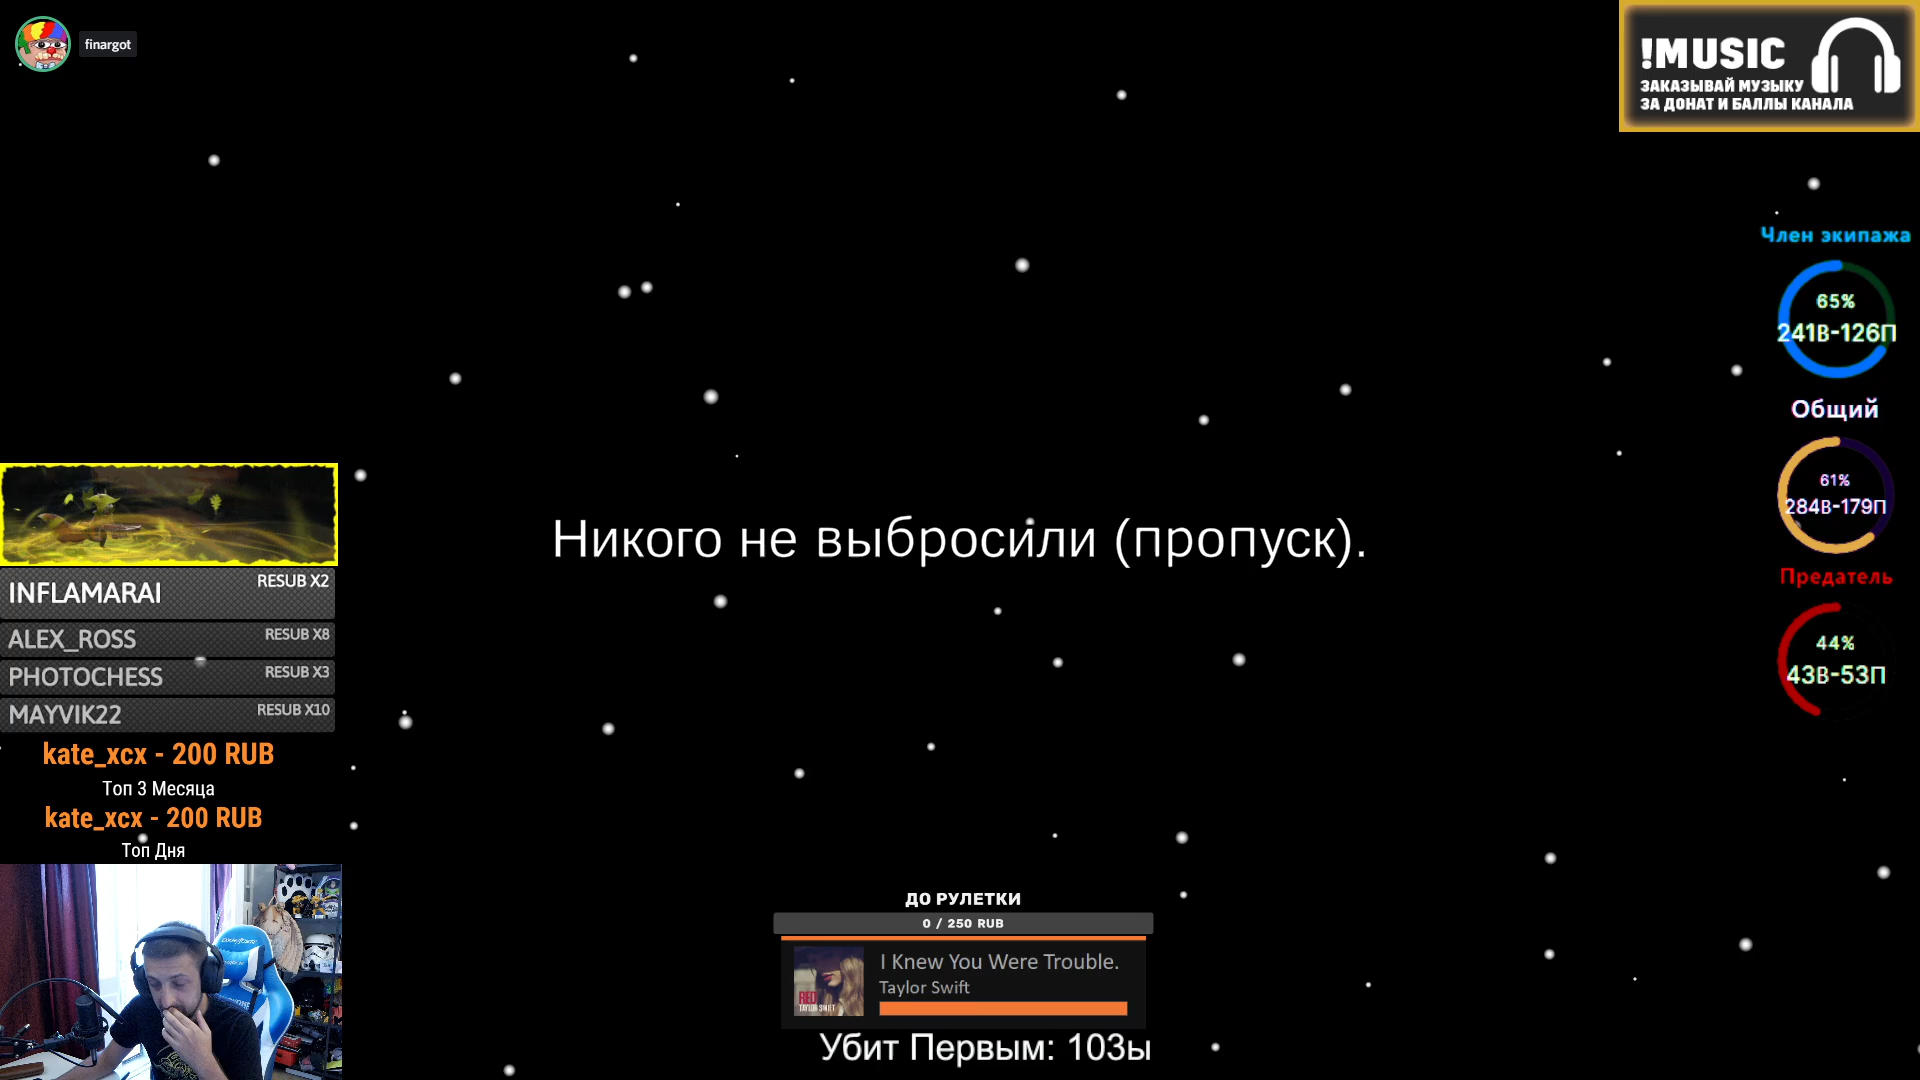 finargot
!MUSIC
ЗАКАЗЫВАЙ МУЗЫКУ
ЗА ДОНАТ И БАЛЛЫ КАНАЛА
Член экипажа
65%
241В-126П
Общий
61%
284В-179П
Предатель
44%
43В-53П
Никого не выбросили (пропуск).
INFLAMARAI RESUB X2
ALEX_ROSS RESUB X8
PHOTOCHESS RESUB X3
MAYVIK22 RESUB X10
kate_xcx - 200 RUB
Топ 3 Месяца
kate_xcx - 200 RUB
Топ Дня
ДО РУЛЕТКИ
0 / 250 RUB
I Knew You Were Trouble.
Taylor Swift
RED
TAYLOR SWIFT
Убит Первым: 103ы